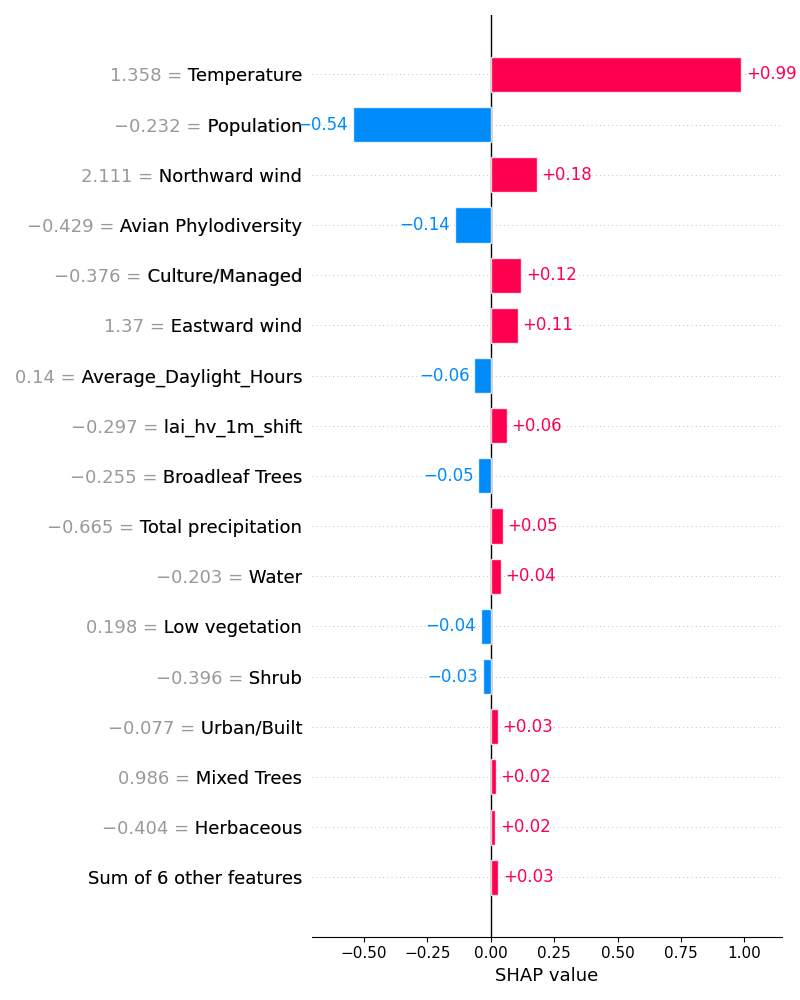 1.358 = Temperature +0.99
−0.232 = Population −0.54
2.111 = Northward wind +0.18
−0.429 = Avian Phylodiversity −0.14
−0.376 = Culture/Managed +0.12
1.37 = Eastward wind +0.11
0.14 = Average_Daylight_Hours −0.06
−0.297 = lai_hv_1m_shift +0.06
−0.255 = Broadleaf Trees −0.05
−0.665 = Total precipitation +0.05
−0.203 = Water +0.04
0.198 = Low vegetation −0.04
−0.396 = Shrub −0.03
−0.077 = Urban/Built +0.03
0.986 = Mixed Trees +0.02
−0.404 = Herbaceous +0.02
Sum of 6 other features +0.03
−0.50 −0.25 0.00 0.25 0.50 0.75 1.00
SHAP value